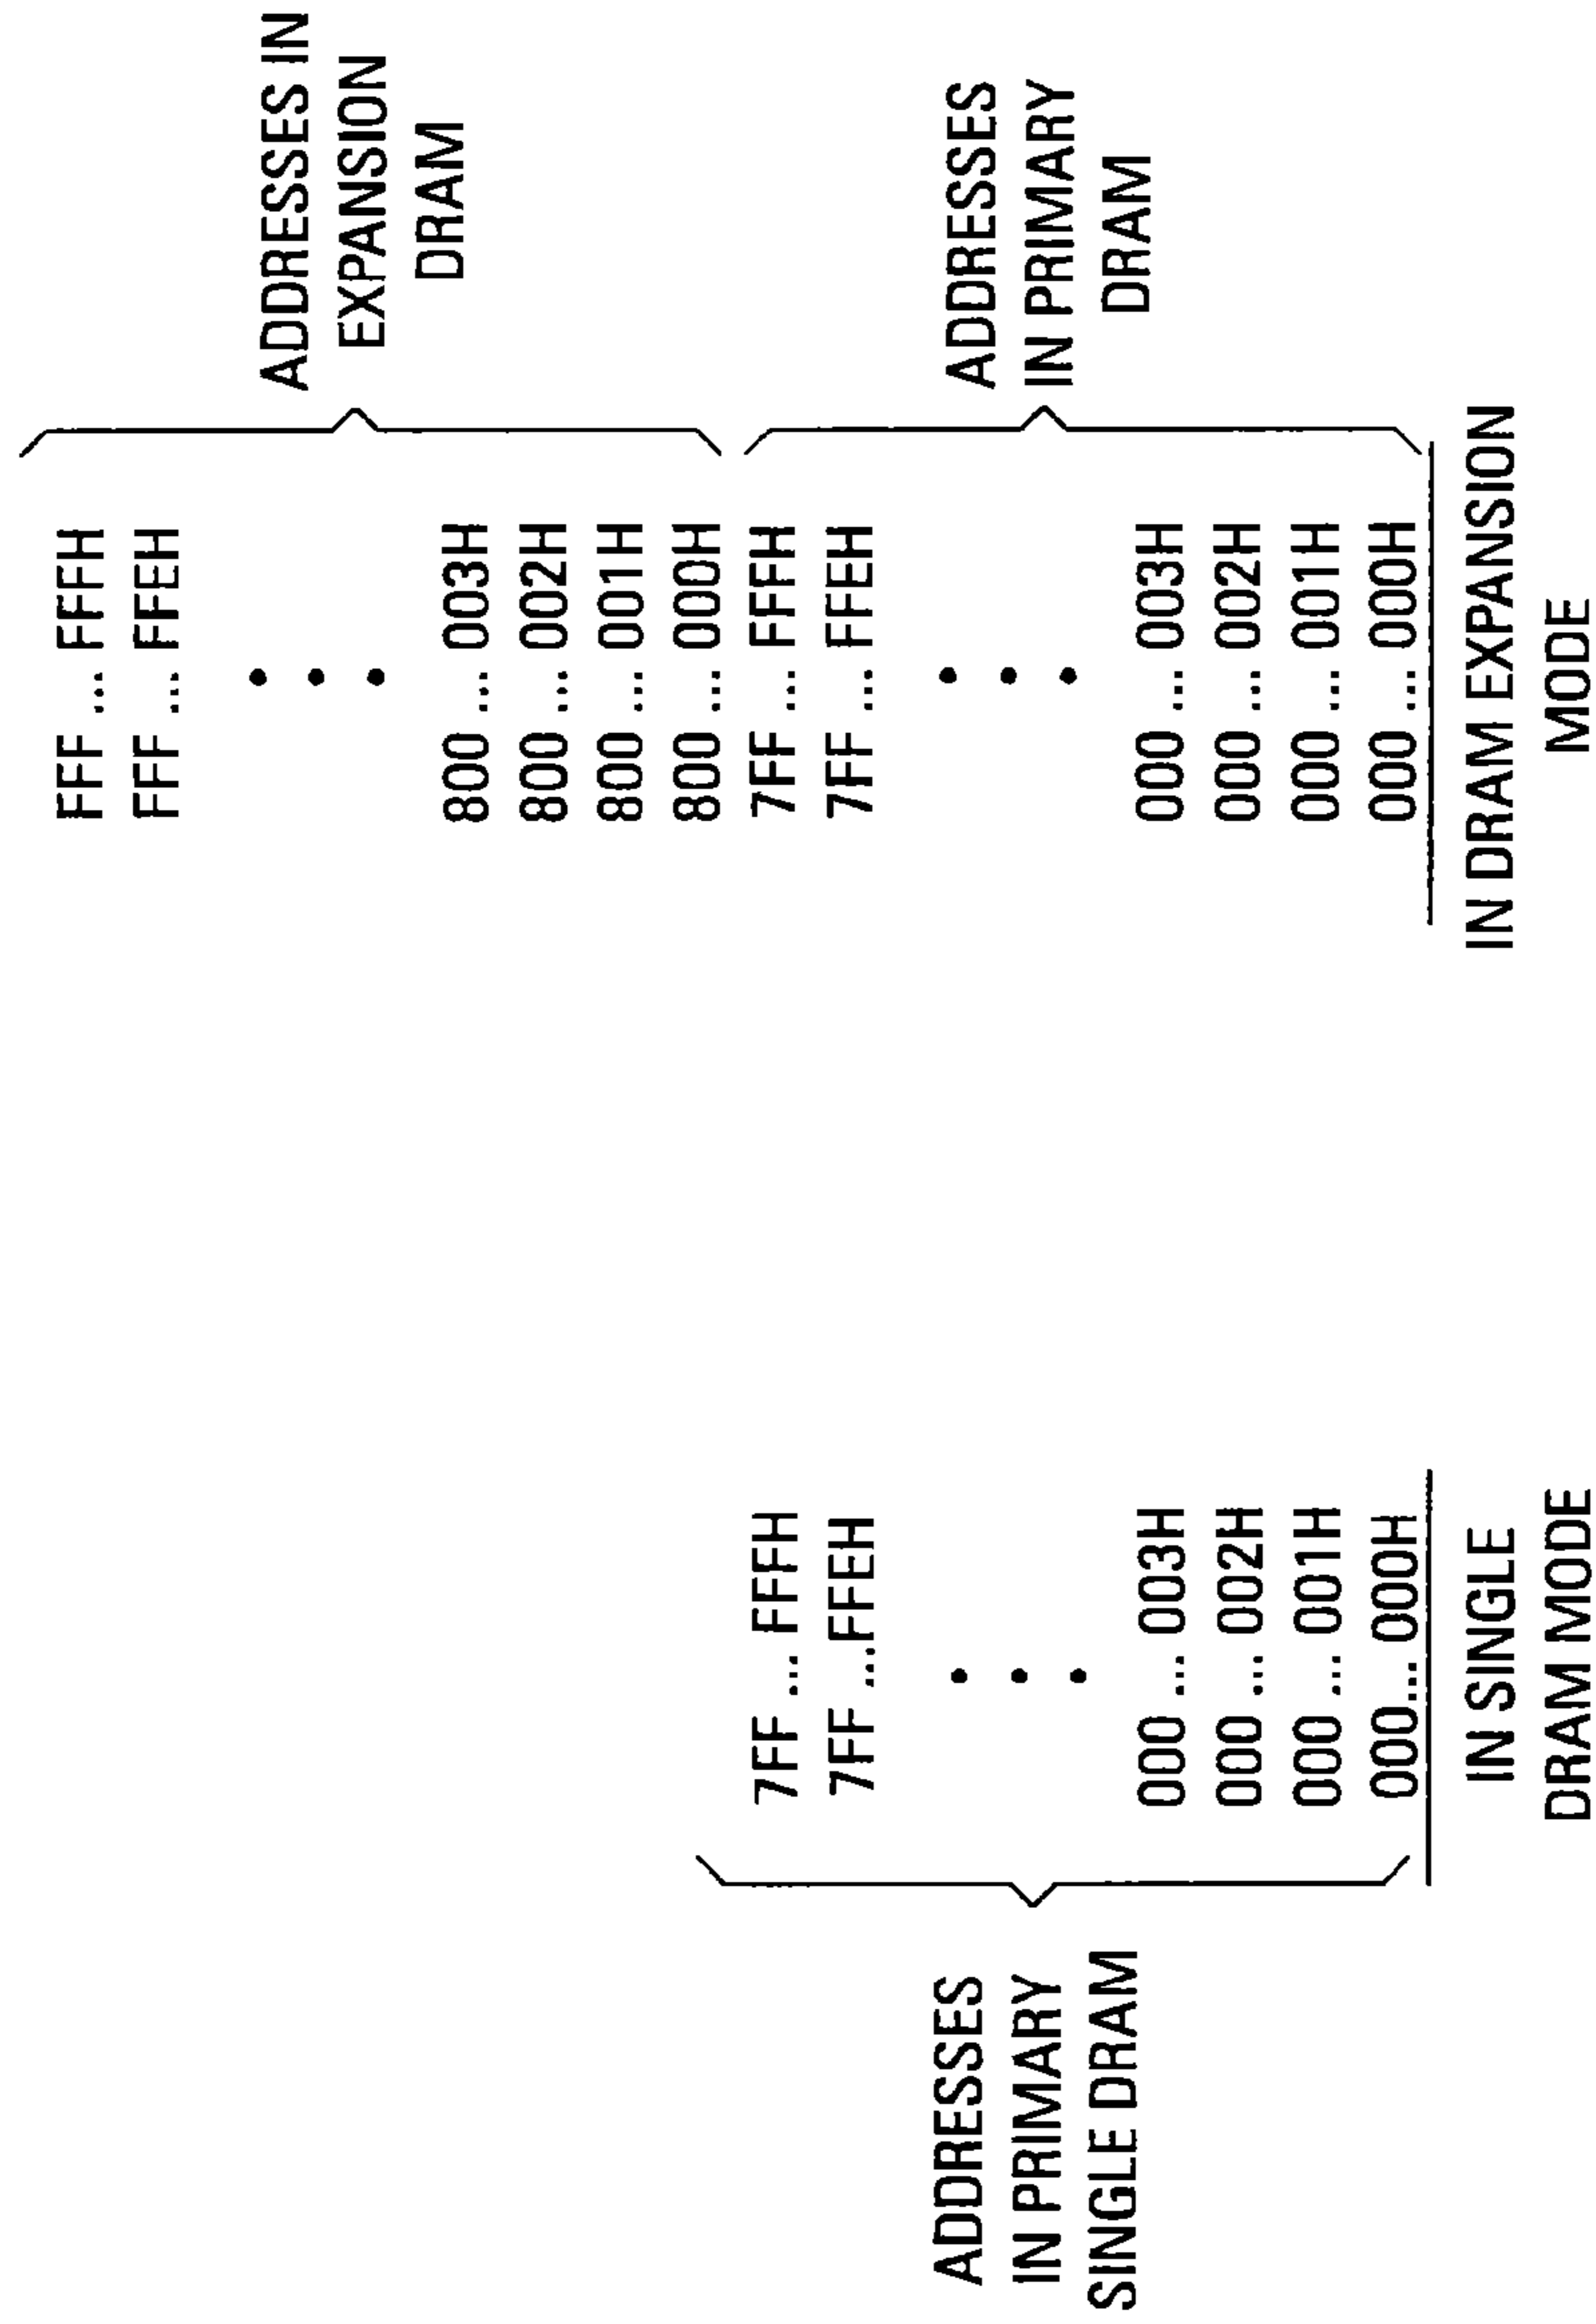 ADDRESSES
IN PRIMARY
SINGLE DRAM
7FF ... FFFH
7FF ...FFEH
000 ... 003H
000 ... 002H
000 ... 001H
000... 000H
IN SINGLE
DRAM MODE
FFF ... FFFH
FFF ... FFEH
800 ... 003H
800 ... 002H
800 ... 001H
800 ... 000H
7FF ... FFFH
7FF ... FFEH
000 ... 003H
000 ... 002H
000 ... 001H
000 ... 000H
IN DRAM EXPANSION
MODE
ADDRESSES IN
EXPANSION
DRAM
ADDRESSES
IN PRIMARY
DRAM